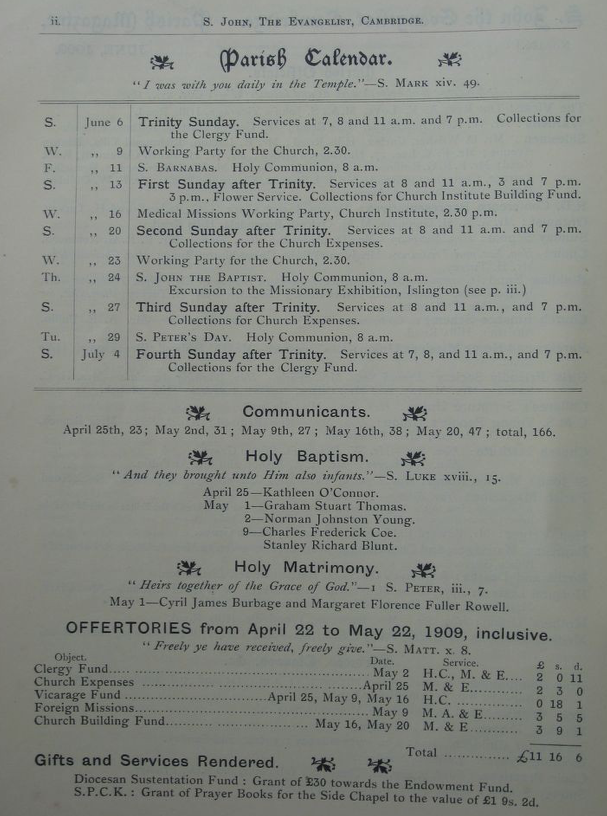 ii. S. John, The Evangelist, Cambridge.
Parish Calendar.
"I was with you daily in the Temple."—S. Mark xiv. 49.
S. June 6 Trinity Sunday. Services at 7, 8 and 11 a.m. and 7 p.m. Collections for
the Clergy Fund.
W. ,, 9 Working Party for the Church, 2.30.
F. ,, 11 S. Barnabas. Holy Communion, 8 a.m.
S. ,, 13 First Sunday after Trinity. Services at 8 and 11 a.m., 3 and 7 p.m.
3 p.m., Flower Service. Collections for Church Institute Building Fund.
W. ,, 16 Medical Missions Working Party, Church Institute, 2.30 p.m.
S. ,, 20 Second Sunday after Trinity. Services at 8 and 11 a.m. and 7 p.m.
Collections for the Church Expenses.
W. ,, 23 Working Party for the Church, 2.30.
Th. ,, 24 S. John the Baptist. Holy Communion, 8 a.m.
Excursion to the Missionary Exhibition, Islington (see p. iii.)
S. ,, 27 Third Sunday after Trinity. Services at 8 and 11 a.m., and 7 p.m.
Collections for Church Expenses.
Tu. ,, 29 S. Peter's Day. Holy Communion, 8 a.m.
S. July 4 Fourth Sunday after Trinity. Services at 7, 8, and 11 a.m., and 7 p.m.
Collections for the Clergy Fund.
Communicants.
April 25th, 23; May 2nd, 31; May 9th, 27; May 16th, 38; May 20, 47; total, 166.
Holy Baptism.
"And they brought unto Him also infants."—S. Luke xviii., 15.
April 25—Kathleen O'Connor.
May 1—Graham Stuart Thomas.
2—Norman Johnston Young.
9—Charles Frederick Coe.
Stanley Richard Blunt.
Holy Matrimony.
"Heirs together of the Grace of God."—1 S. Peter, iii., 7.
May 1—Cyril James Burbage and Margaret Florence Fuller Rowell.
OFFERTORIES from April 22 to May 22, 1909, inclusive.
"Freely ye have received, freely give."—S. Matt. x. 8.
Object. Date. Service. £ s. d.
Clergy Fund.... May 2 H.C., M. & E.... 2 0 11
Church Expenses ....April 25 M. & E.... 2 3 0
Vicarage Fund ....April 25, May 9, May 16 H.C. .... 0 18 1
Foreign Missions....May 9 M. A. & E.... 3 5 5
Church Building Fund.... May 16, May 20 M. & E.... 3 9 1
Total .... £11 16 6
Gifts and Services Rendered.
Diocesan Sustentation Fund: Grant of £30 towards the Endowment Fund.
S.P.C.K.: Grant of Prayer Books for the Side Chapel to the value of £1 9s. 2d.